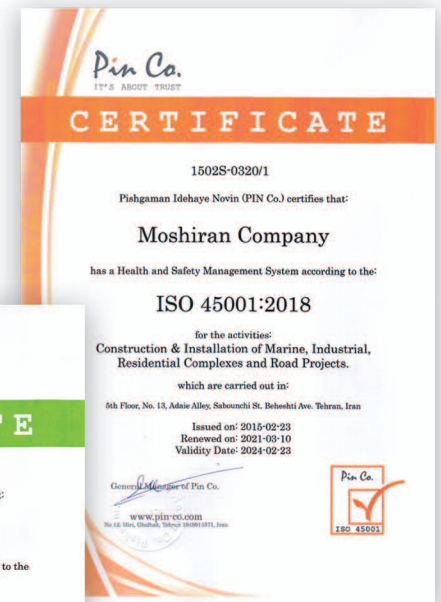 Pin Co.
IT'S ABOUT TRUST
CERTIFICATE
1502S-0320/1
Pishgaman Idehaye Novin (PIN Co.) certifies that:
Moshiran Company
has a Health and Safety Management System according to the:
ISO 45001:2018
for the activities:
Construction & Installation of Marine, Industrial,
Residential Complexes and Road Projects.
which are carried out in:
5th Floor, No. 13, Adaie Alley, Sabounchi St. Beheshti Ave. Tehran, Iran
Issued on: 2015-02-23
Renewed on: 2021-03-10
Validity Date: 2024-02-23
General Manager of Pin Co.
www.pin-co.com
Pin Co.
ISO 45001
T E
to the